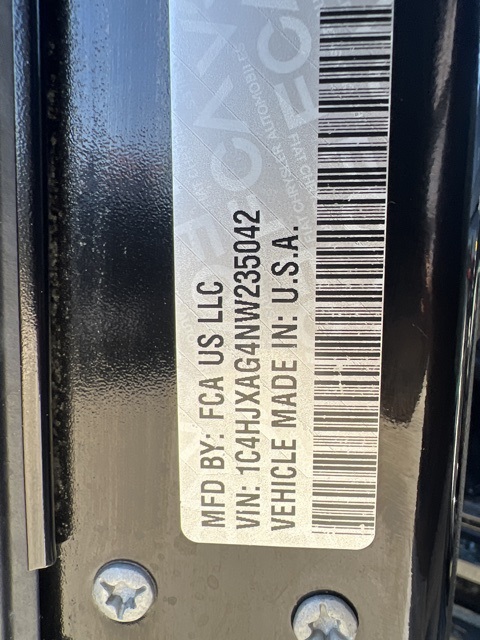 MFD BY: FCA US LLC
VIN: 1C4HJXAG4NW235042
VEHICLE MADE IN: U.S.A.